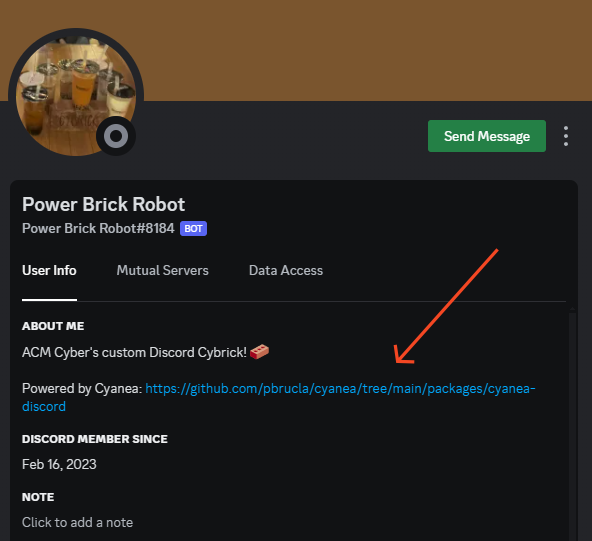 Send Message
Power Brick Robot
Power Brick Robot#8184 BOT
User Info Mutual Servers Data Access
ABOUT ME
ACM Cyber's custom Discord Cybrick! 🧱
Powered by Cyanea: https://github.com/pbrucla/cyanea/tree/main/packages/cyanea-
discord
DISCORD MEMBER SINCE
Feb 16, 2023
NOTE
Click to add a note